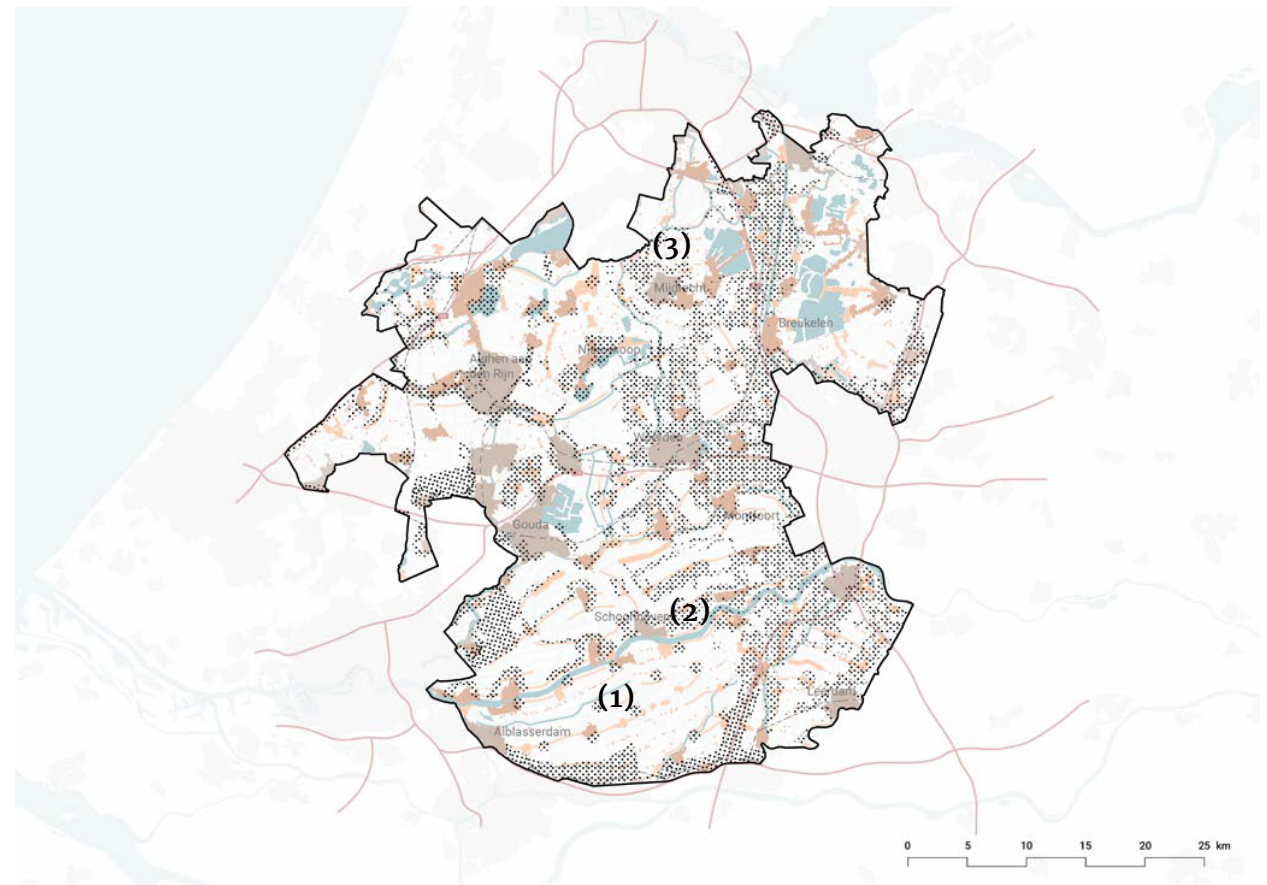 (3)
Mijdrecht
Breukelen
Nieuwkoop
Alphen aan
den Rijn
Woerden
Montfoort
Gouda
Schoonhoven
(2)
Leerdam
(1)
Alblasserdam
0 5 10 15 20 25 km